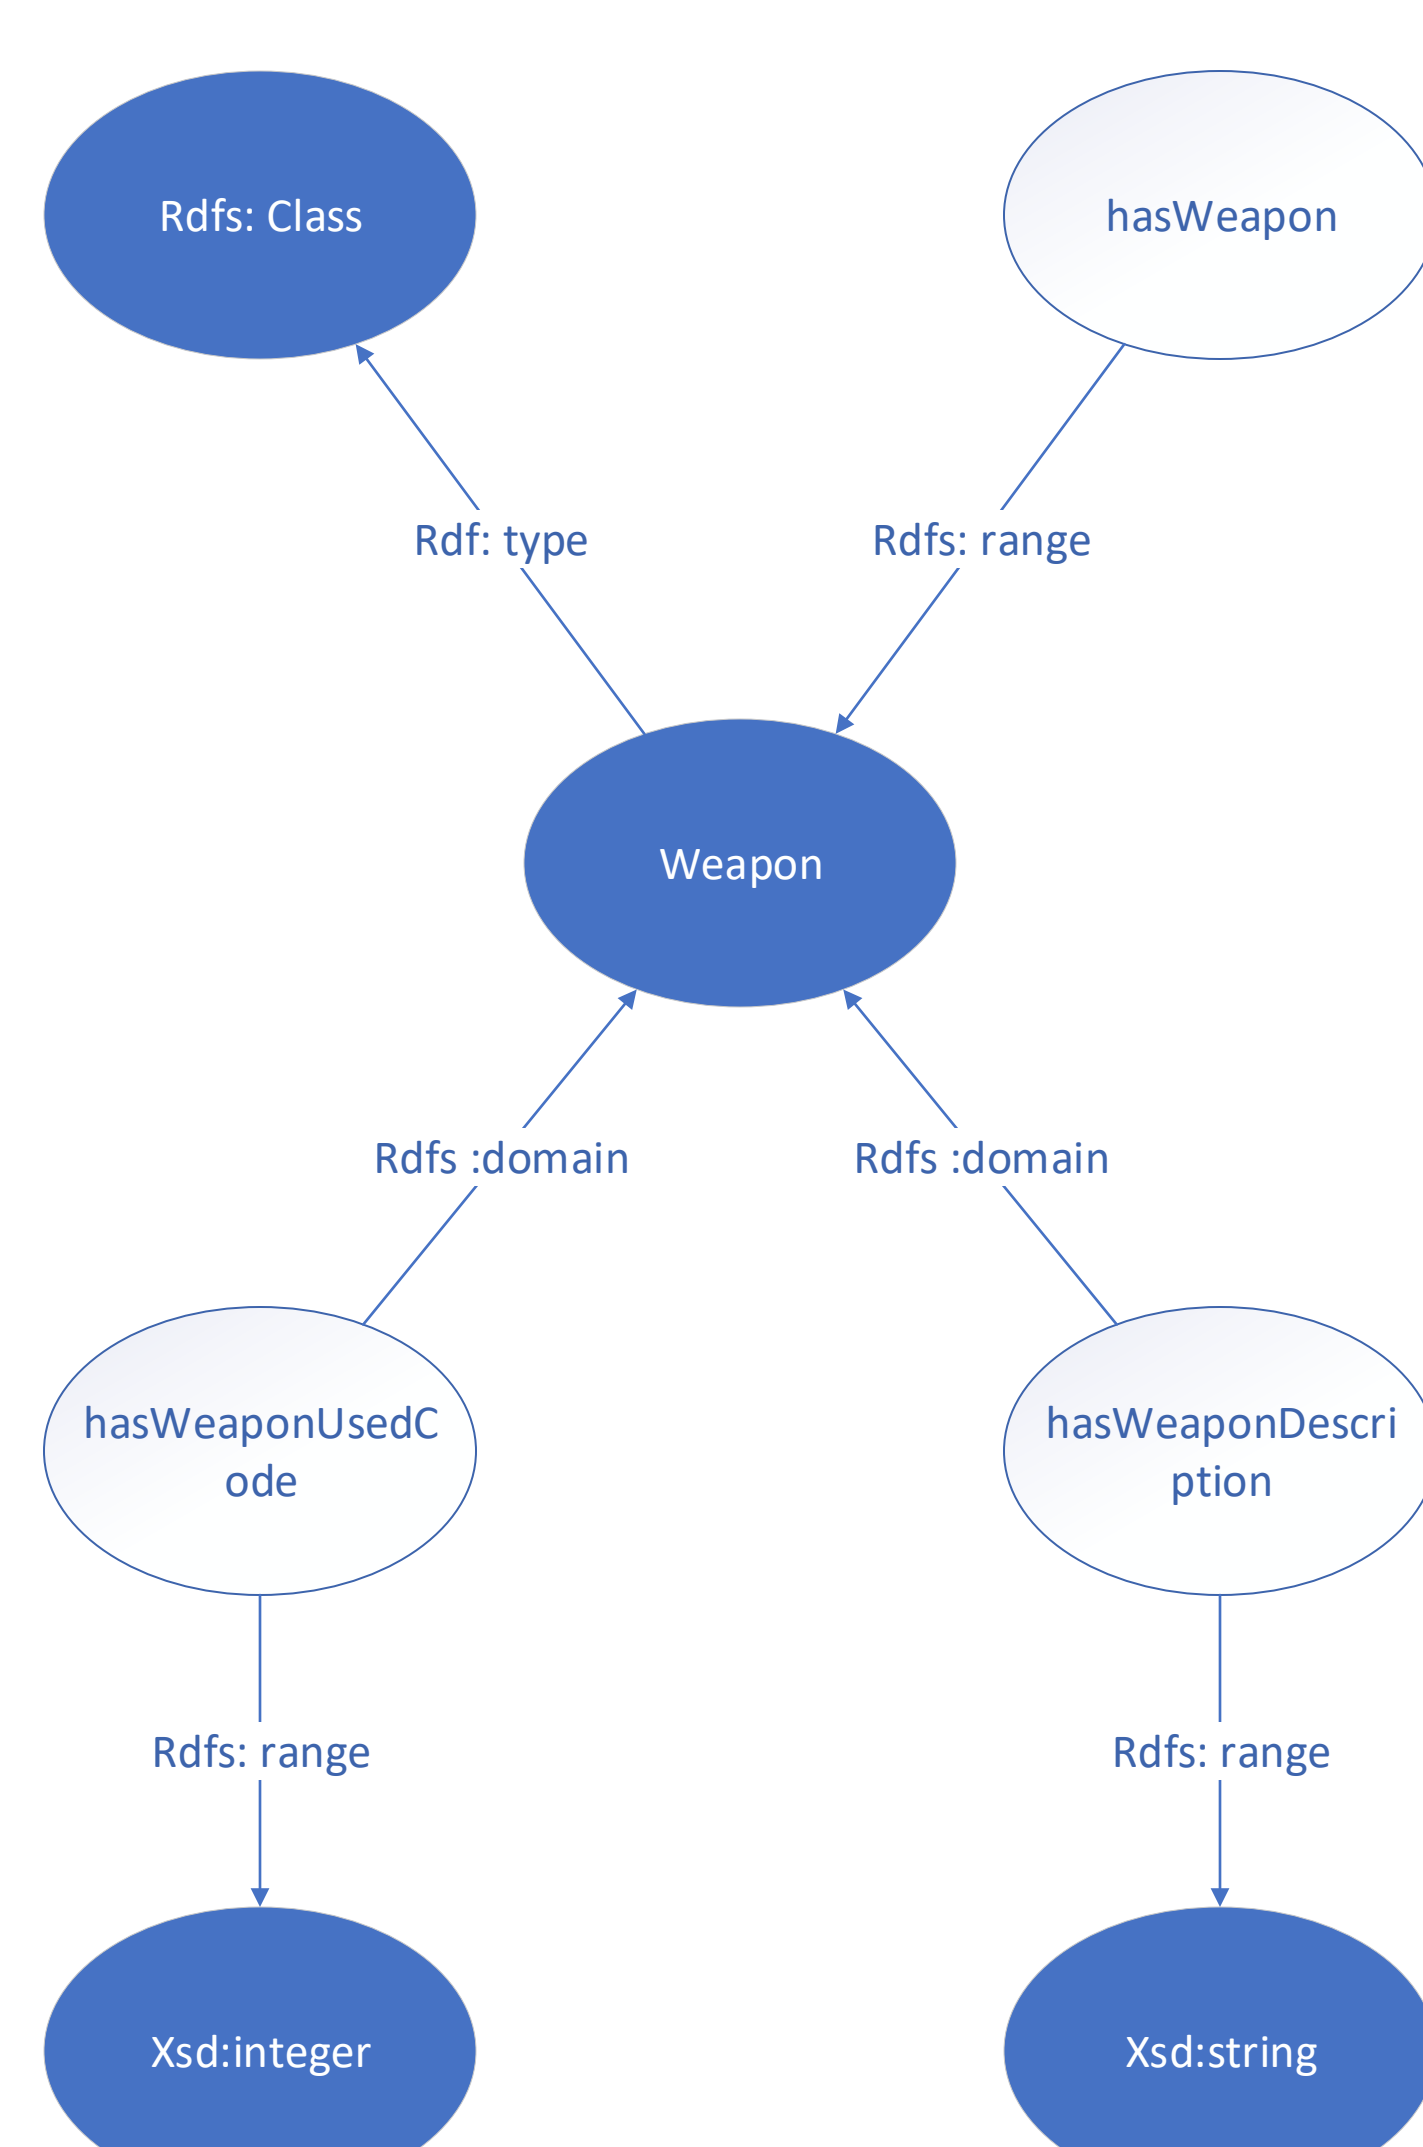 Rdfs: Class
hasWeapon
Rdf: type
Rdfs: range
Weapon
Rdfs :domain
Rdfs :domain
hasWeaponUsedC
ode
hasWeaponDescri
ption
Rdfs: range
Rdfs: range
Xsd:integer
Xsd:string